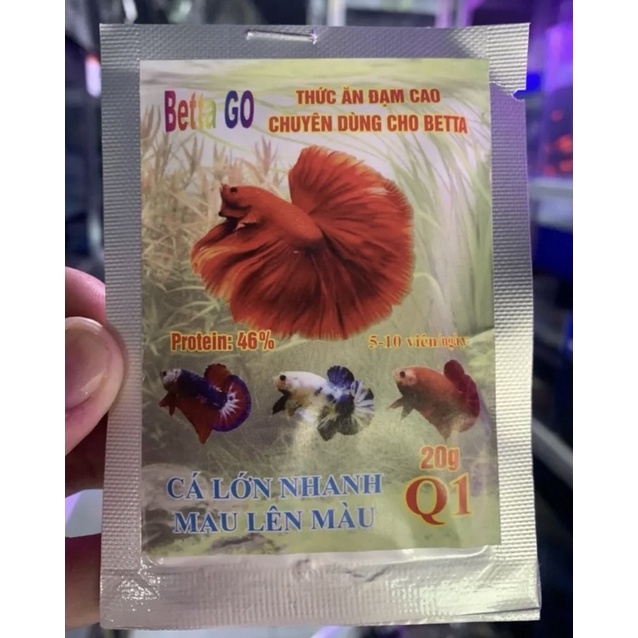 Betta GO
THỨC ĂN ĐẠM CAO
CHUYÊN DÙNG CHO BETTA
Protein: 46%
5-10 viên/ngày
20g
Q1
CÁ LỚN NHANH
MAU LÊN MÀU